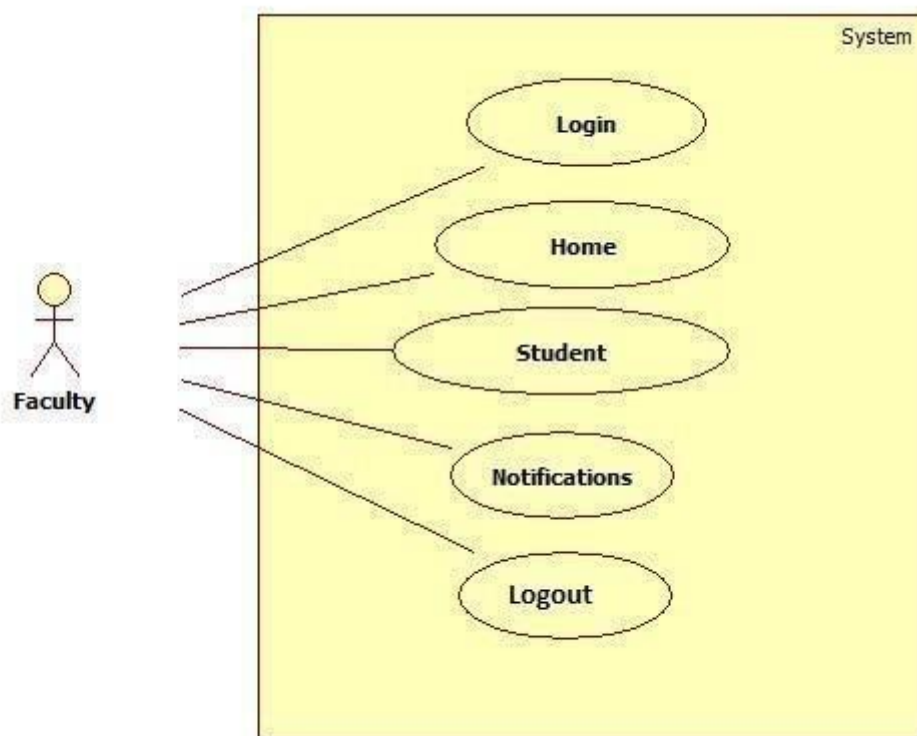 System
Login
Home
Student
Faculty
Notifications
Logout